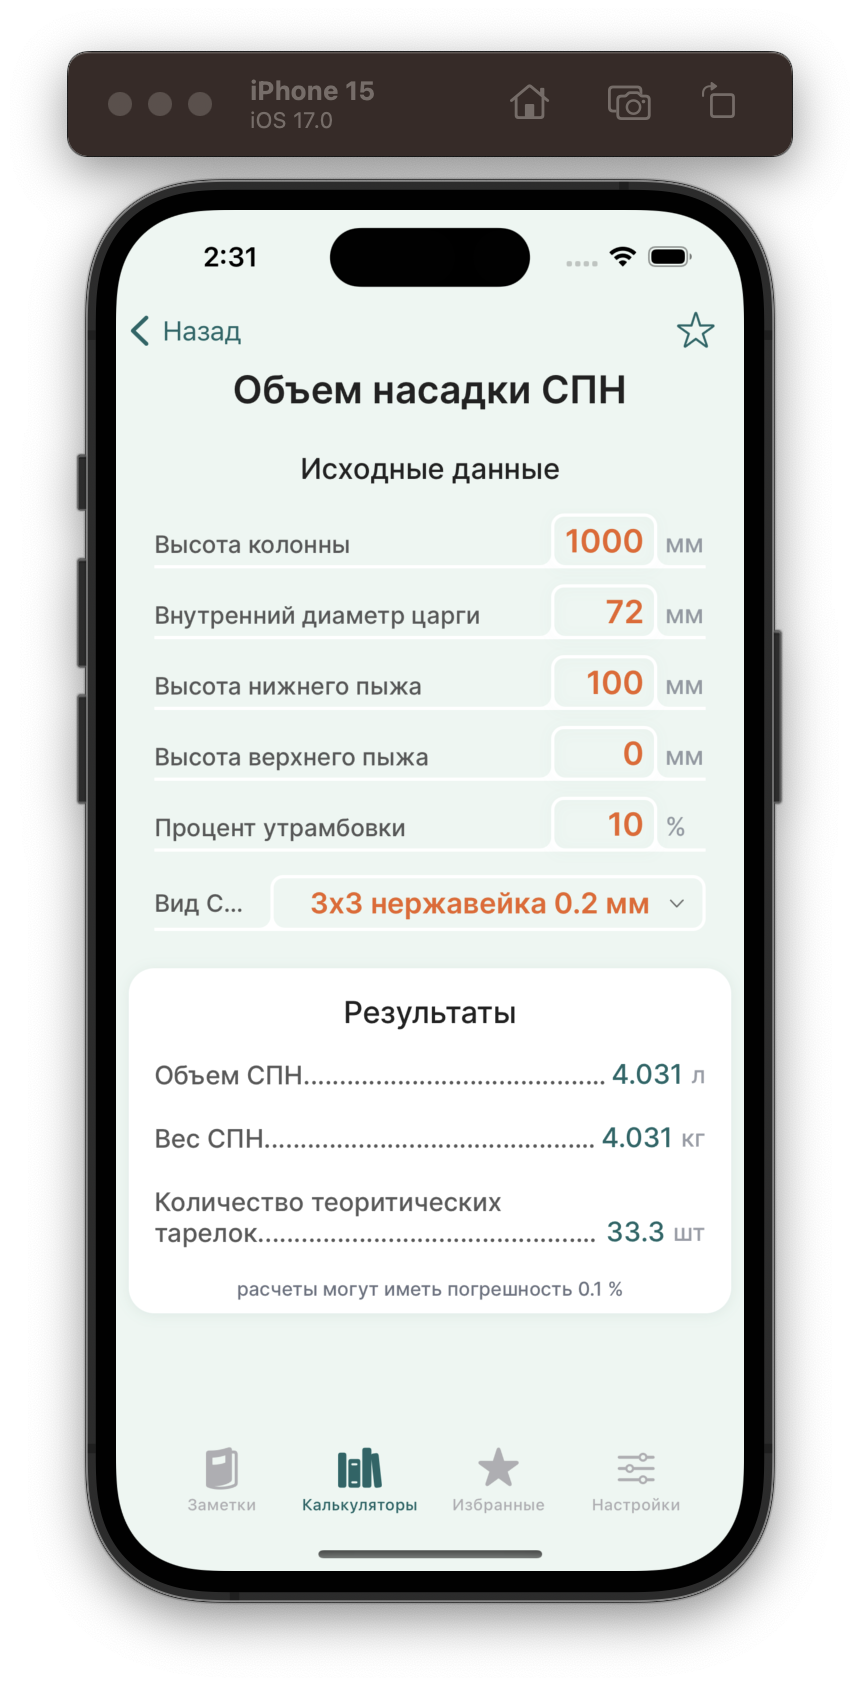 iPhone 15
iOS 17.0
2:31
Назад
Объем насадки СПН
Исходные данные
Высота колонны 1000 мм
Внутренний диаметр царги 72 мм
Высота нижнего пыжа 100 мм
Высота верхнего пыжа 0 мм
Процент утрамбовки 10 %
Вид С... 3х3 нержавейка 0.2 мм
Результаты
Объем СПН......................................... 4.031 л
Вес СПН............................................. 4.031 кг
Количество теоритических
тарелок.............................................. 33.3 шт
расчеты могут иметь погрешность 0.1 %
Заметки Калькуляторы Избранные Настройки